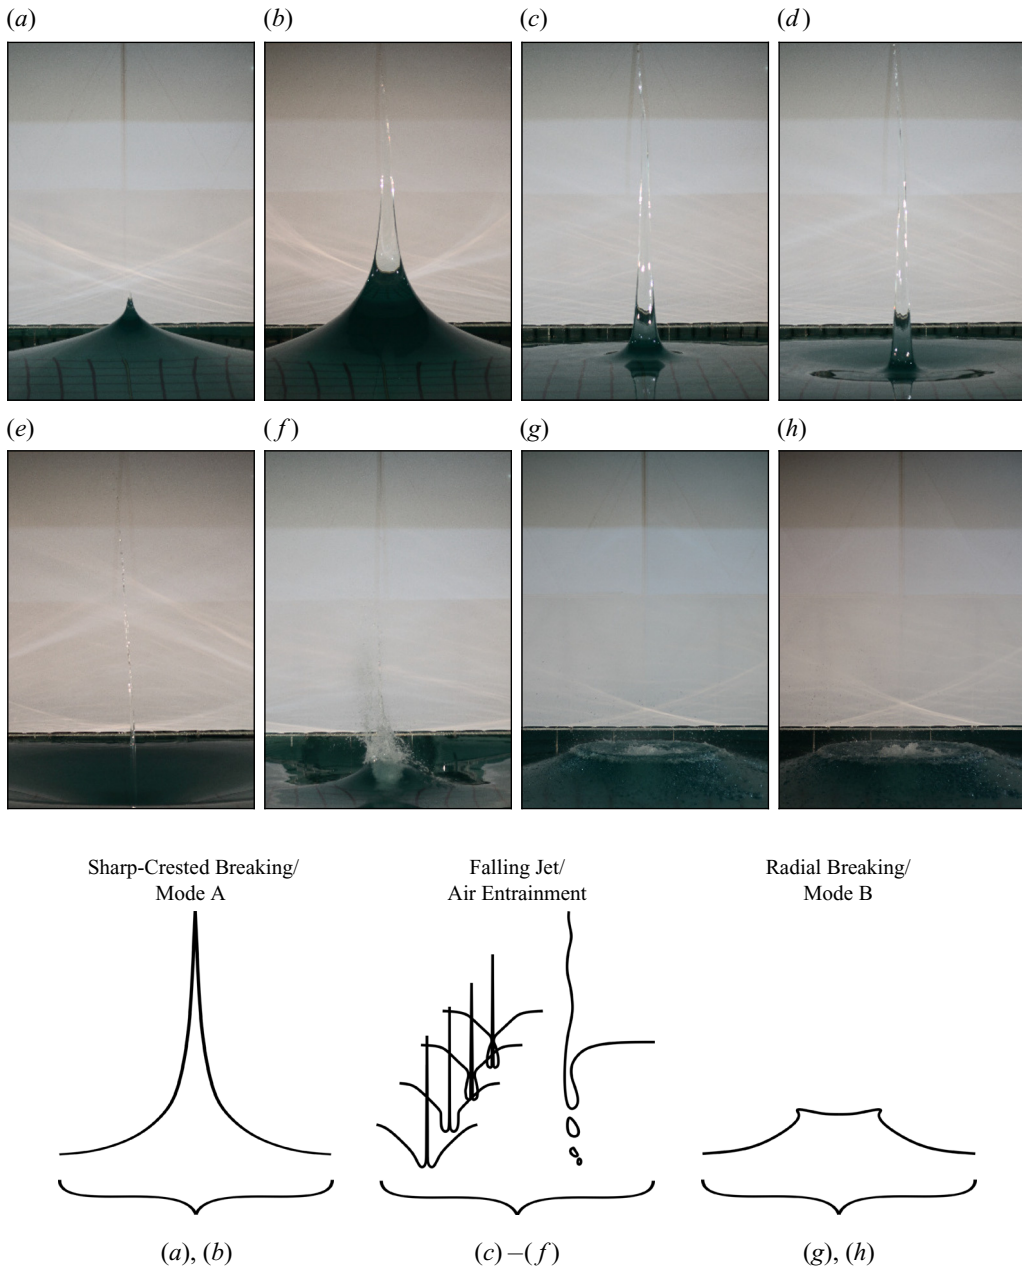 (a)
(b)
(c)
(d)
(e)
(f)
(g)
(h)
Sharp-Crested Breaking/
Mode A
Falling Jet/
Air Entrainment
Radial Breaking/
Mode B
(a), (b)
(c)–(f)
(g), (h)